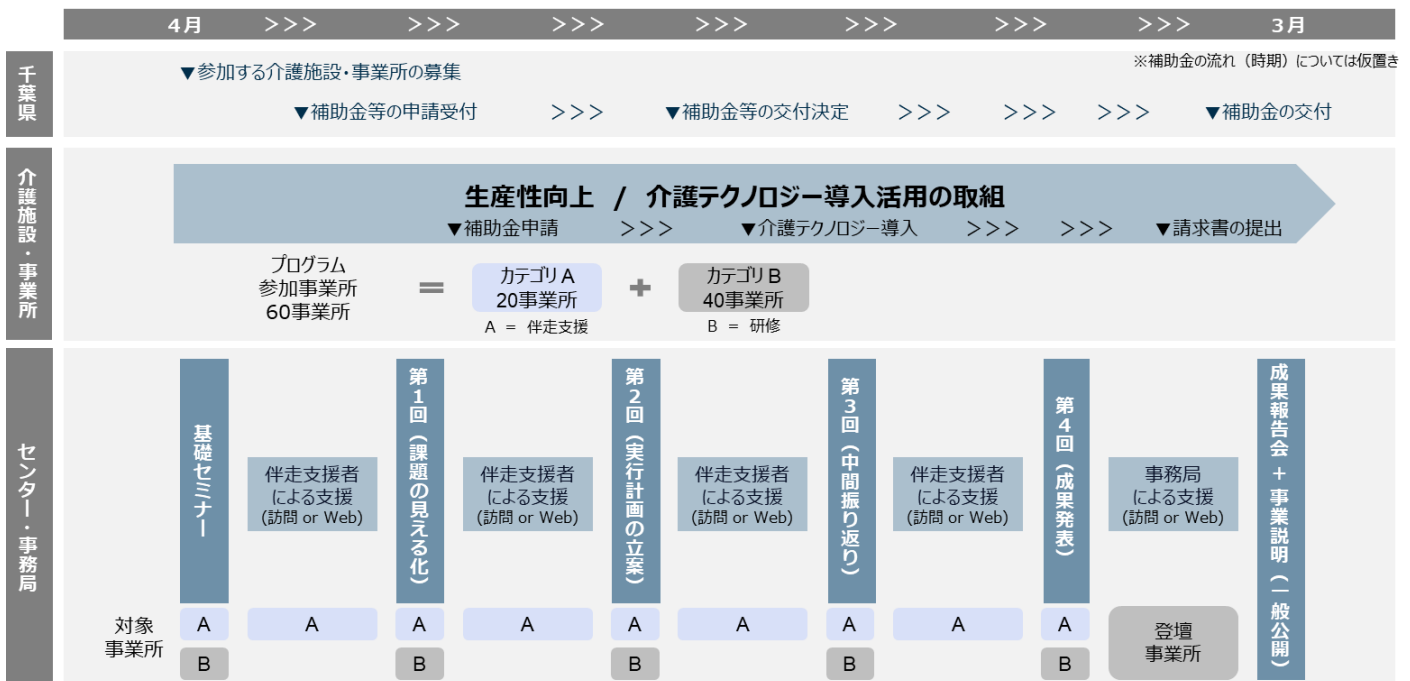 4月 >>> >>> >>> >>> >>> >>> >>> 3月
千葉県
※補助金の流れ（時期）については仮置き
▼参加する介護施設・事業所の募集
▼補助金等の申請受付 >>> ▼補助金等の交付決定 >>> >>> >>> ▼補助金の交付
介護施設・事業所
生産性向上 / 介護テクノロジー導入活用の取組
▼補助金申請 >>> ▼介護テクノロジー導入 >>> >>> ▼請求書の提出
プログラム
参加事業所
60事業所
＝
カテゴリA
20事業所
A = 伴走支援
+
カテゴリB
40事業所
B = 研修
センター・事務局
基礎セミナー
伴走支援者
による支援
(訪問 or Web)
第1回（課題の見える化）
伴走支援者
による支援
(訪問 or Web)
第2回（実行計画の立案）
伴走支援者
による支援
(訪問 or Web)
第3回（中間振り返り）
伴走支援者
による支援
(訪問 or Web)
第4回（成果発表）
事務局
による支援
(訪問 or Web)
成果報告会 + 事業説明（一般公開）
対象
事業所
A A A A A A A A A
B B B B B
登壇
事業所